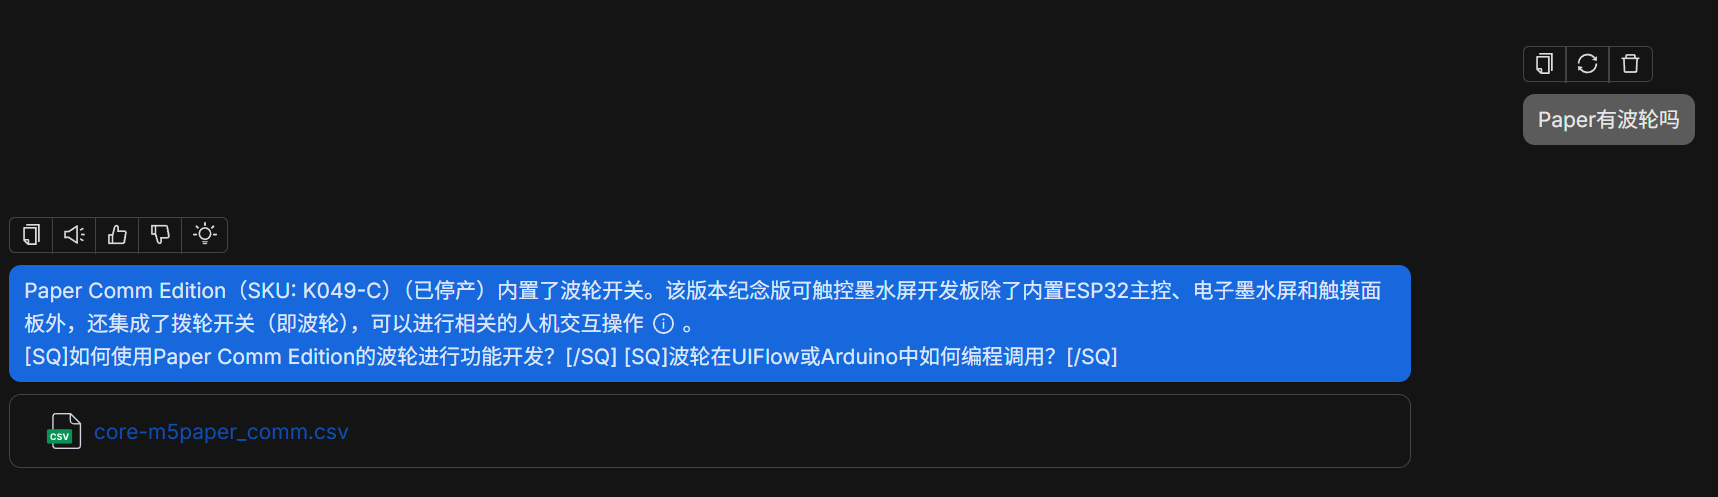 Paper有波轮吗
Paper Comm Edition（SKU: K049-C）（已停产）内置了波轮开关。该版本纪念版可触控墨水屏开发板除了内置ESP32主控、电子墨水屏和触摸面
板外，还集成了拨轮开关（即波轮），可以进行相关的人机交互操作 。
[SQ]如何使用Paper Comm Edition的波轮进行功能开发？[/SQ] [SQ]波轮在UIFlow或Arduino中如何编程调用？[/SQ]
CSV core-m5paper_comm.csv